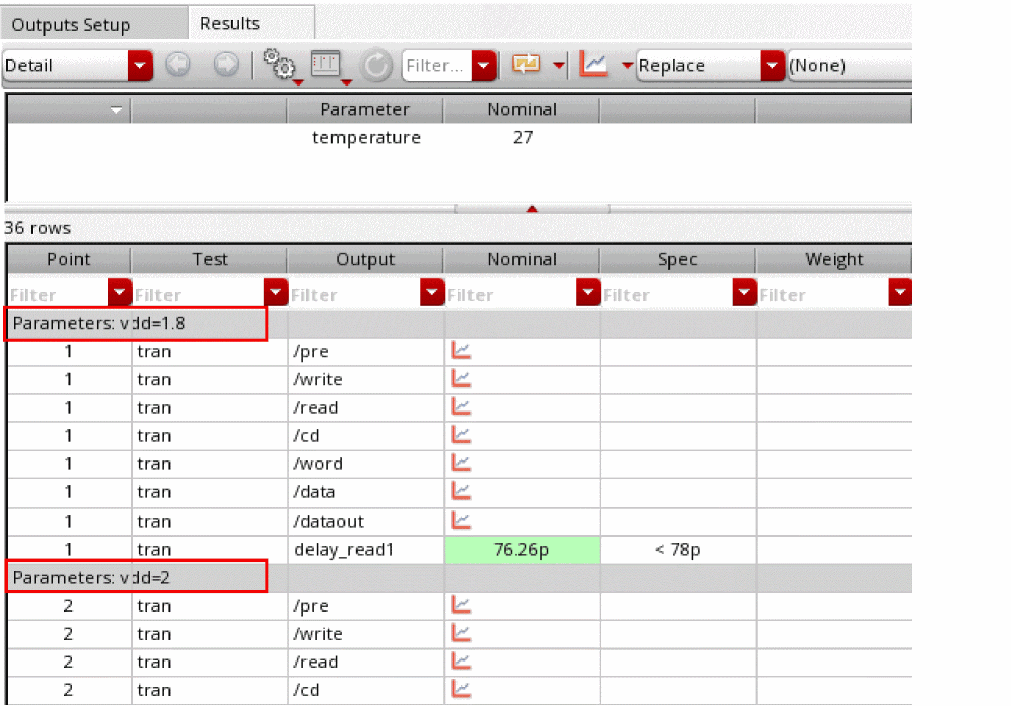 Outputs Setup Results
Detail Filter... Replace (None)
Parameter Nominal
temperature 27
36 rows
Point Test Output Nominal Spec Weight
Filter Filter Filter Filter Filter Filter
Parameters: vdd=1.8
1 tran /pre
1 tran /write
1 tran /read
1 tran /cd
1 tran /word
1 tran /data
1 tran /dataout
1 tran delay_read1 76.26p < 78p
Parameters: vdd=2
2 tran /pre
2 tran /write
2 tran /read
2 tran /cd